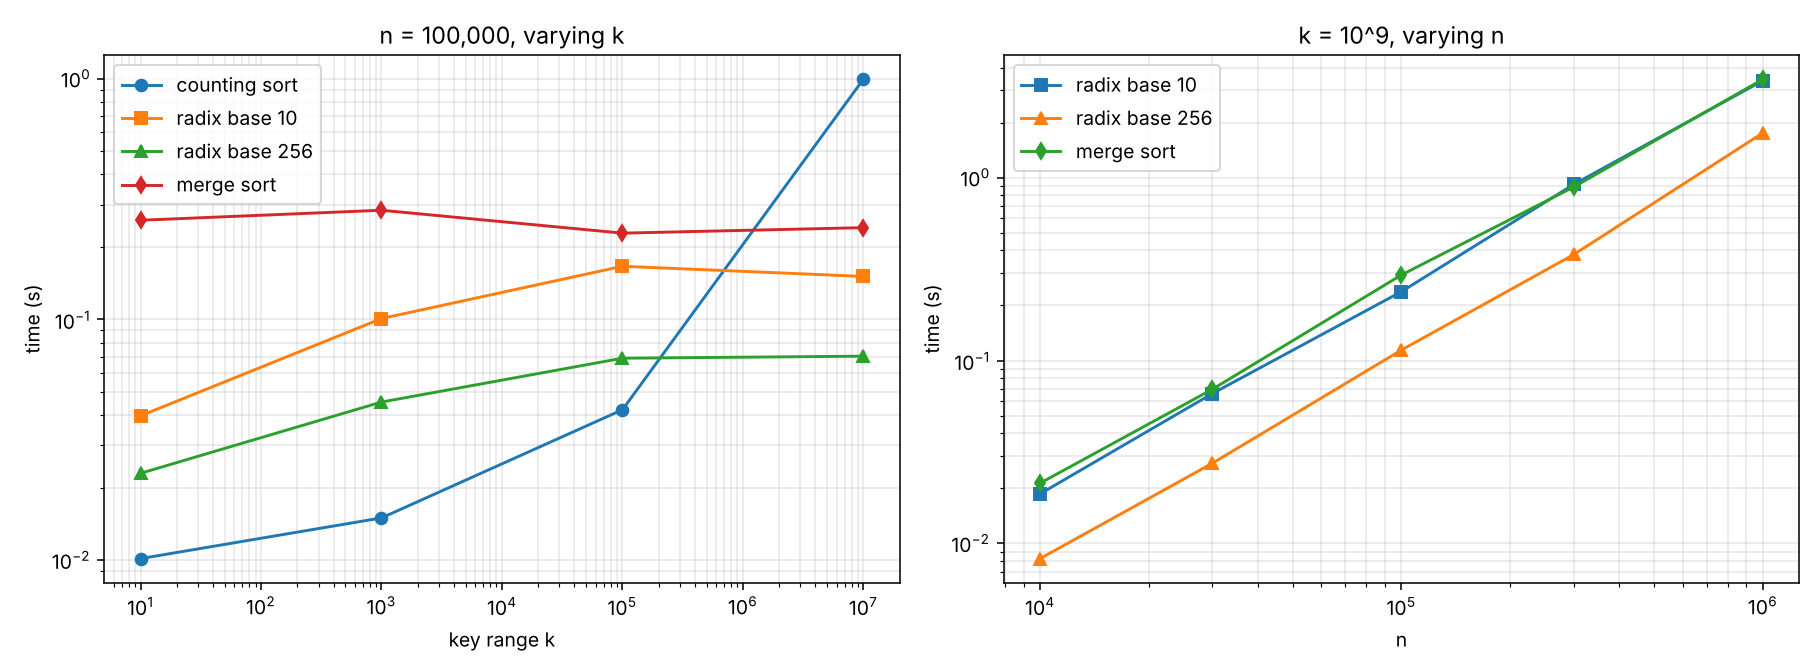 n = 100,000, varying k
counting sort
radix base 10
radix base 256
merge sort
10⁰
10⁻¹
10⁻²
time (s)
10¹ 10² 10³ 10⁴ 10⁵ 10⁶ 10⁷
key range k
k = 10^9, varying n
radix base 10
radix base 256
merge sort
10⁰
10⁻¹
10⁻²
time (s)
10⁴ 10⁵ 10⁶
n